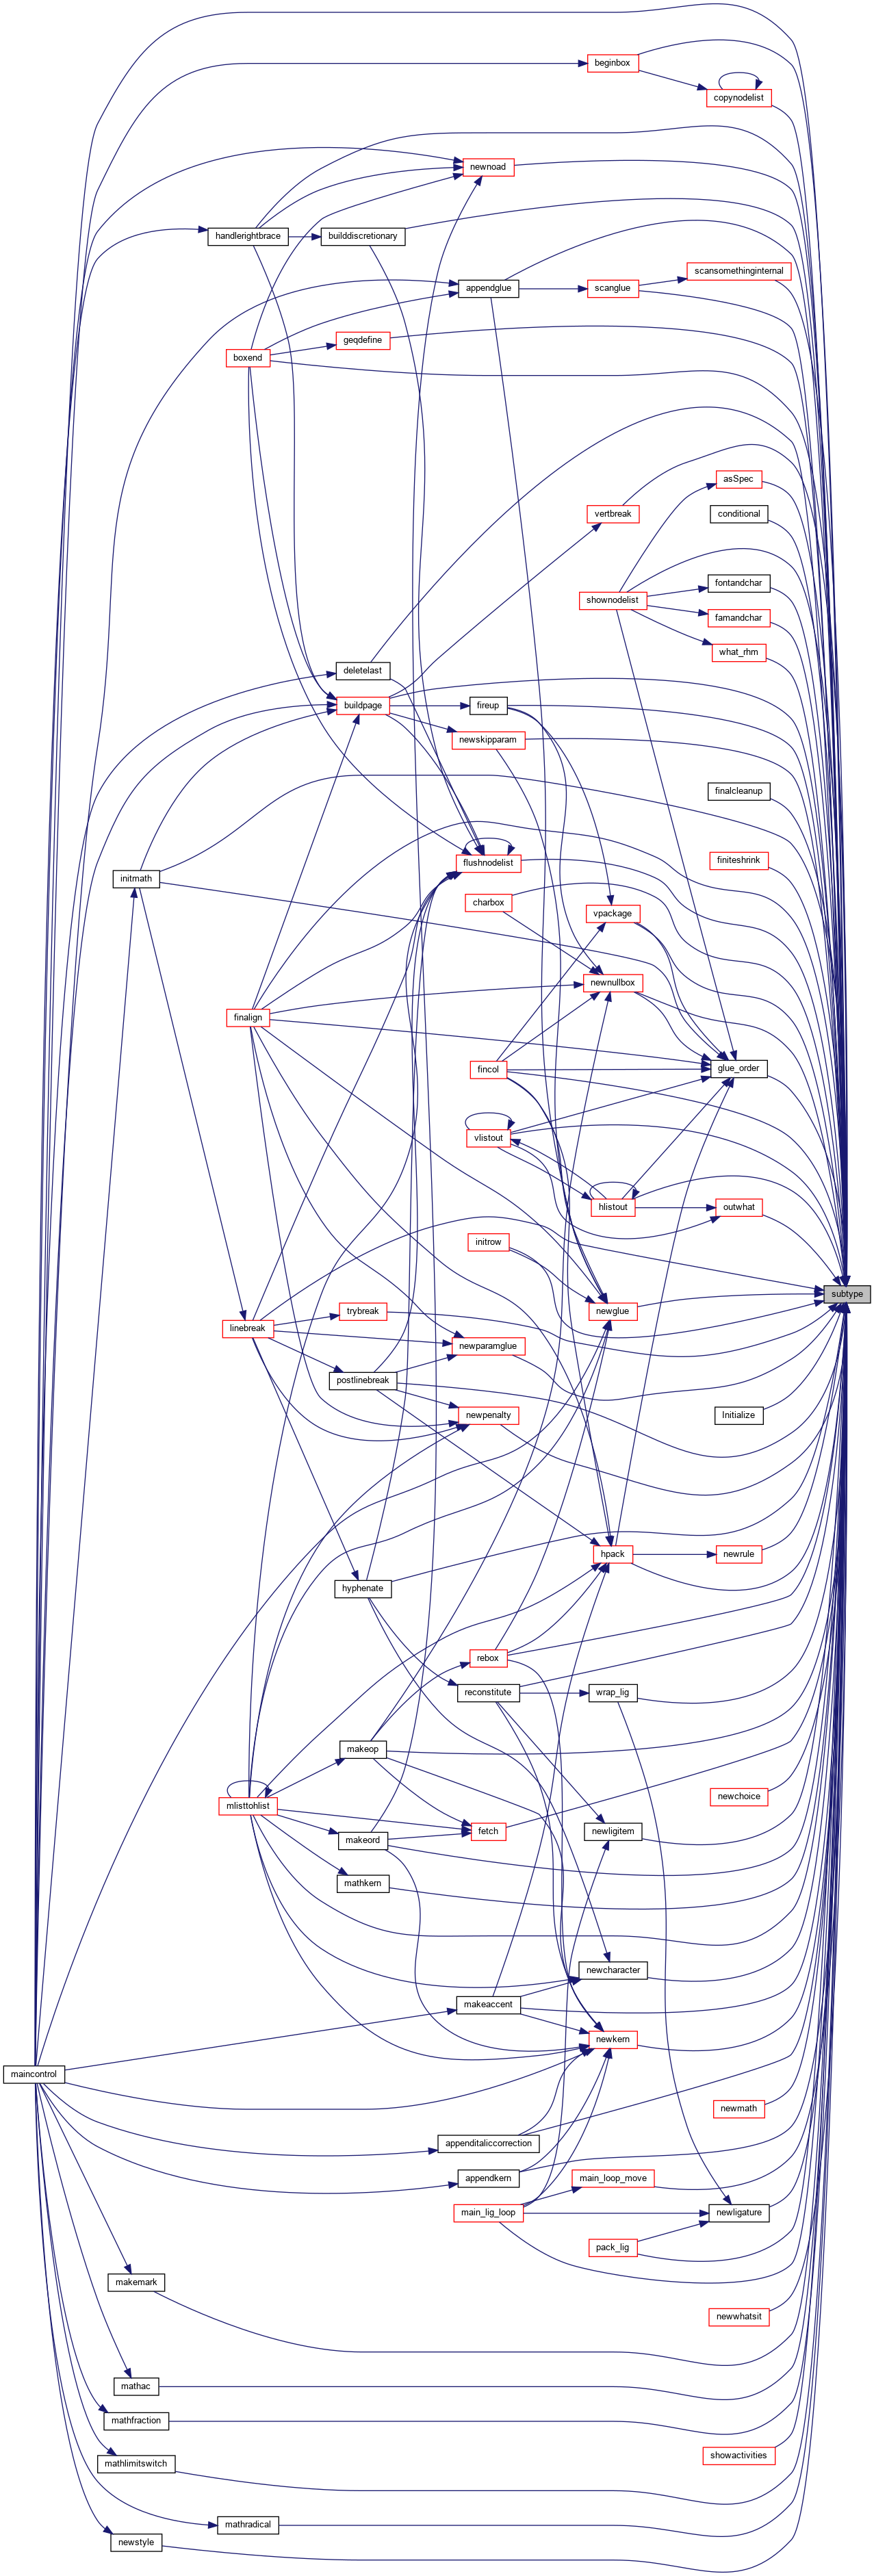 beginbox
copynodelist
newnoad
handlerightbrace
builddiscretionary
scansomethinginternal
appendglue
scanglue
geqdefine
boxend
asSpec
vertbreak
conditional
fontandchar
shownodelist
famandchar
what_rhm
deletelast
buildpage
fireup
newskipparam
finalcleanup
finiteshrink
flushnodelist
initmath
charbox
vpackage
newnullbox
finalign
fincol
glue_order
vlistout
hlistout
outwhat
initrow
subtype
newglue
trybreak
linebreak
newparamglue
postlinebreak
newpenalty
Initialize
hpack
newrule
hyphenate
rebox
reconstitute
wrap_lig
makeop
newchoice
mlisttohlist
fetch
newligitem
makeord
mathkern
newcharacter
makeaccent
newkern
maincontrol
newmath
appenditaliccorrection
appendkern
main_loop_move
main_lig_loop
newligature
pack_lig
makemark
newwhatsit
mathac
mathfraction
showactivities
mathlimitswitch
mathradical
newstyle